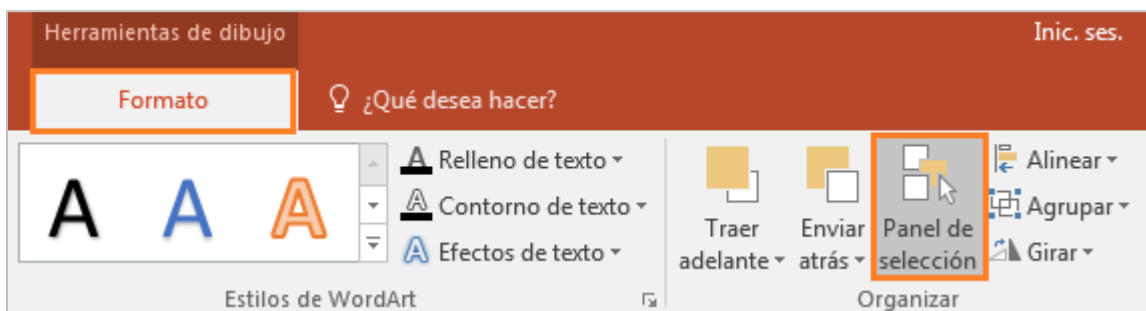 Herramientas de dibujo
Inic. ses.
Formato
¿Qué desea hacer?
A A A
A Relleno de texto
A Contorno de texto
A Efectos de texto
Estilos de WordArt
Traer
adelante
Enviar
atrás
Panel de
selección
Alinear
Agrupar
Girar
Organizar